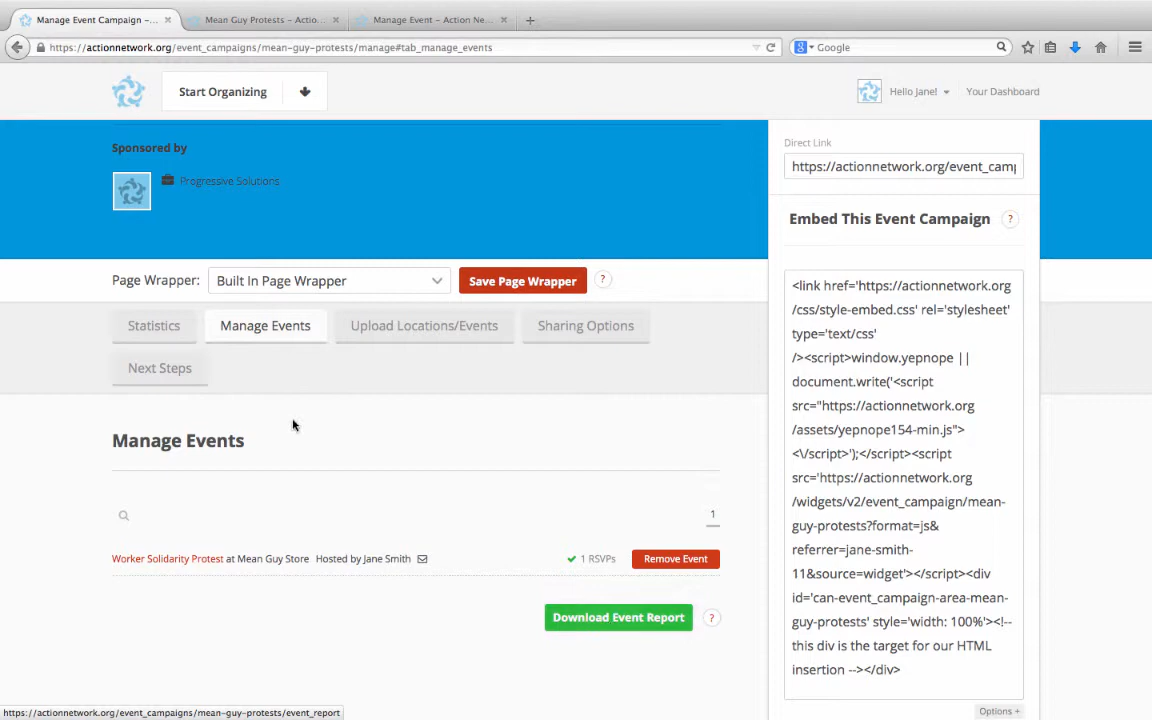 Manage Event Campaign -... ×
Mean Guy Protests - Actio... ×
Manage Event - Action Ne... ×
https://actionnetwork.org/event_campaigns/mean-guy-protests/manage#tab_manage_events
Google
Start Organizing
Hello Jane!
Your Dashboard
Sponsored by
Progressive Solutions
Direct Link
https://actionnetwork.org/event_camp
Embed This Event Campaign ?
Page Wrapper:
Built In Page Wrapper
Save Page Wrapper
?
Statistics
Manage Events
Upload Locations/Events
Sharing Options
Next Steps
<link href='https://actionnetwork.org
/css/style-embed.css' rel='stylesheet'
type='text/css'
/><script>window.yepnope ||
document.write('<script
src="https://actionnetwork.org
/assets/yepnope154-min.js">
<\/script>');</script><script
src='https://actionnetwork.org
/widgets/v2/event_campaign/mean-
guy-protests?format=js&
referrer=jane-smith-
11&source=widget'></script><div
id='can-event_campaign-area-mean-
guy-protests' style='width: 100%'><!--
this div is the target for our HTML
insertion --></div>
Options +
Manage Events
1
Worker Solidarity Protest at Mean Guy Store Hosted by Jane Smith
1 RSVPs
Remove Event
Download Event Report
?
https://actionnetwork.org/event_campaigns/mean-guy-protests/event_report